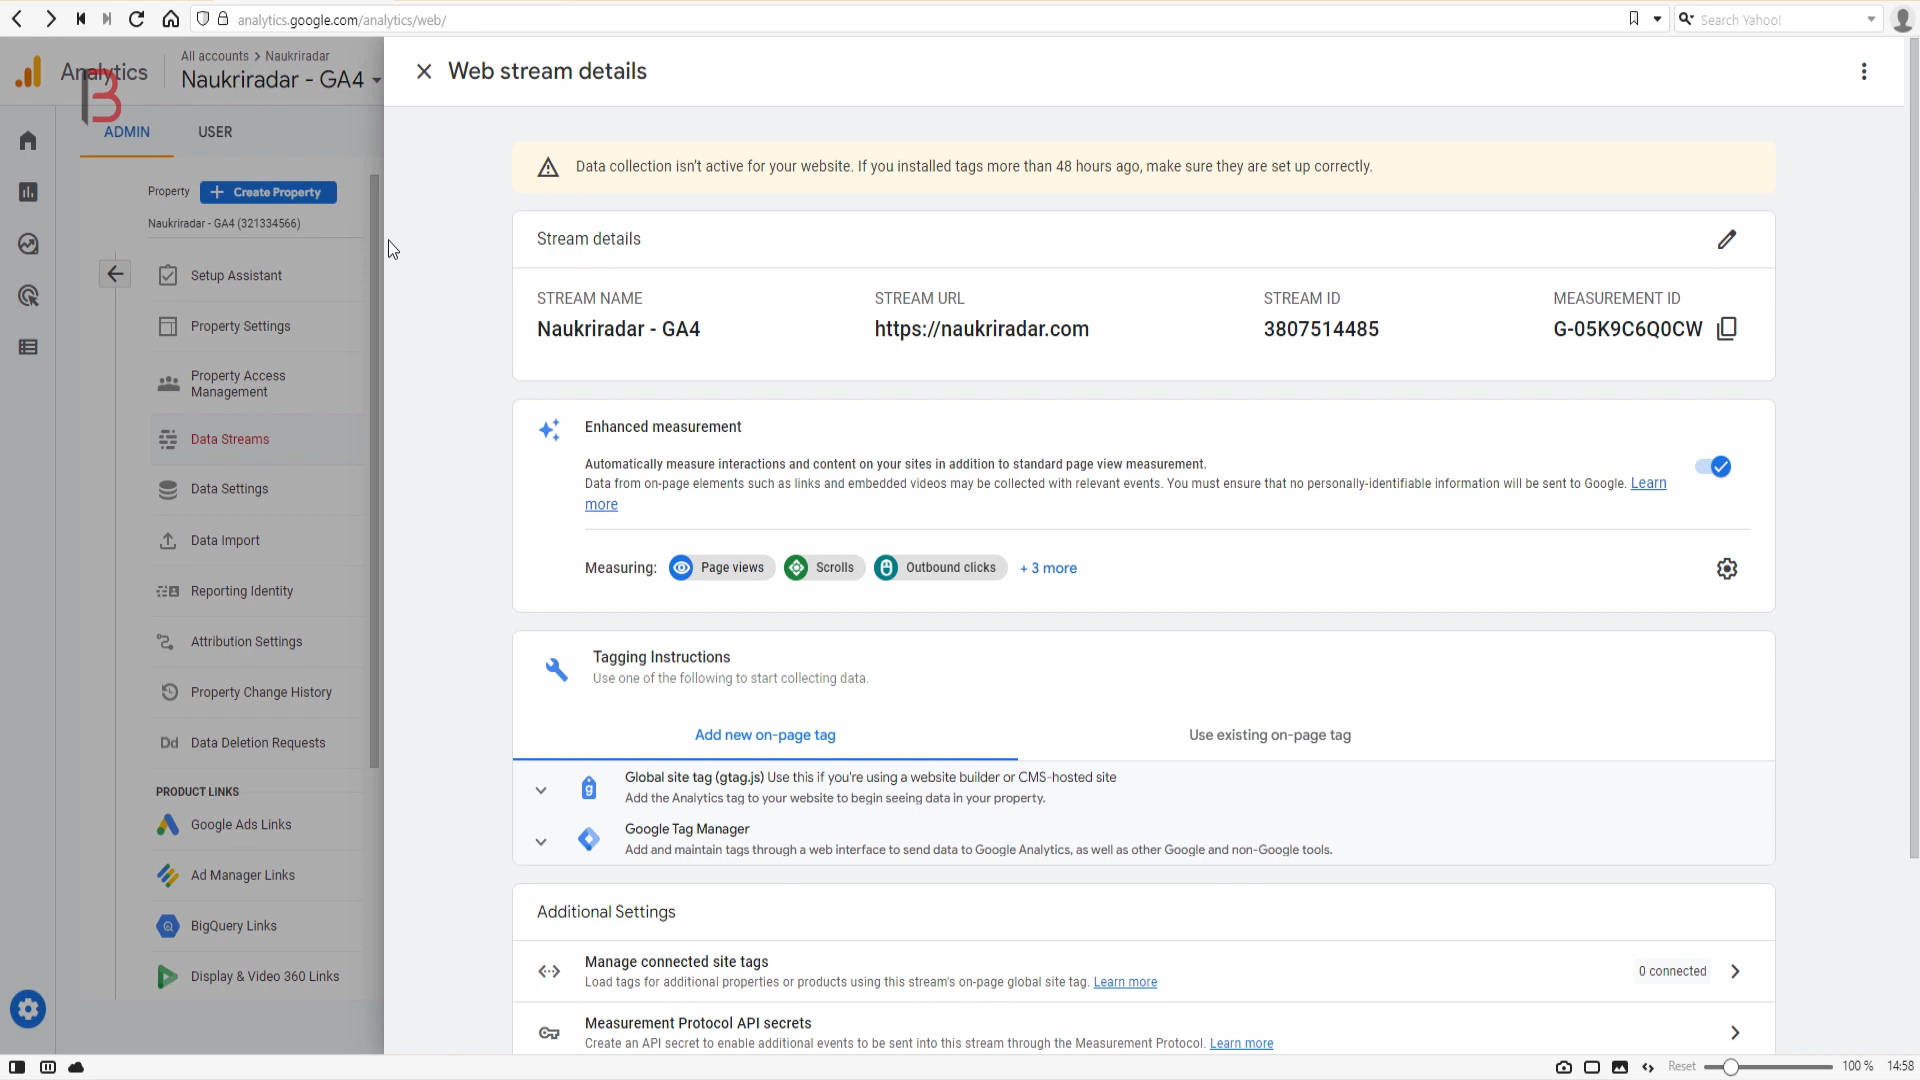 analytics.google.com/analytics/web/
Search Yahoo!
Analytics
All accounts > Naukriradar
Naukriradar - GA4
Web stream details
ADMIN
USER
Property
Create Property
Naukriradar - GA4 (321334566)
Setup Assistant
Property Settings
Property Access
Management
Data Streams
Data Settings
Data Import
Reporting Identity
Attribution Settings
Property Change History
Dd Data Deletion Requests
PRODUCT LINKS
Google Ads Links
Ad Manager Links
BigQuery Links
Display & Video 360 Links
Data collection isn't active for your website. If you installed tags more than 48 hours ago, make sure they are set up correctly.
Stream details
STREAM NAME
Naukriradar - GA4
STREAM URL
https://naukriradar.com
STREAM ID
3807514485
MEASUREMENT ID
G-05K9C6Q0CW
Enhanced measurement
Automatically measure interactions and content on your sites in addition to standard page view measurement.
Data from on-page elements such as links and embedded videos may be collected with relevant events. You must ensure that no personally-identifiable information will be sent to Google. Learn
more
Measuring: Page views Scrolls Outbound clicks + 3 more
Tagging Instructions
Use one of the following to start collecting data.
Add new on-page tag
Use existing on-page tag
g
Global site tag (gtag.js) Use this if you're using a website builder or CMS-hosted site
Add the Analytics tag to your website to begin seeing data in your property.
Google Tag Manager
Add and maintain tags through a web interface to send data to Google Analytics, as well as other Google and non-Google tools.
Additional Settings
Manage connected site tags
Load tags for additional properties or products using this stream's on-page global site tag. Learn more
0 connected
Measurement Protocol API secrets
Create an API secret to enable additional events to be sent into this stream through the Measurement Protocol. Learn more
Reset
100 %
14:58